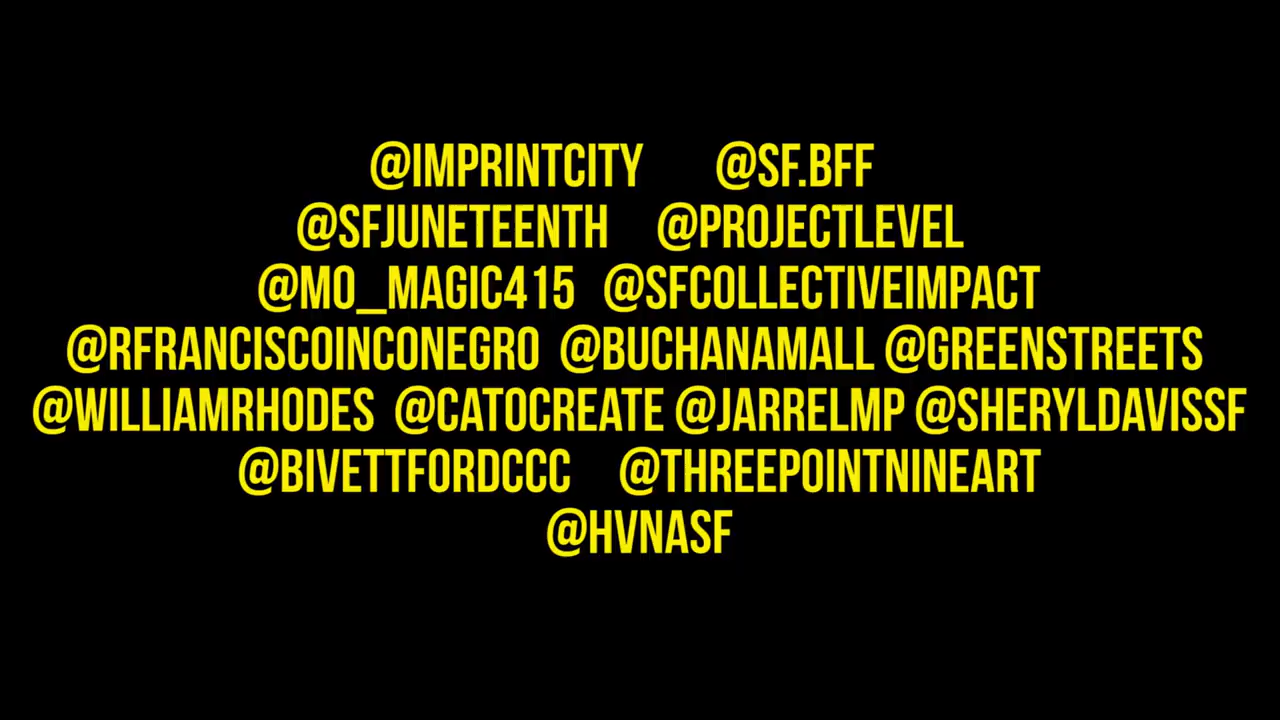 @IMPRINTCITY @SF.BFF
@SFJUNETEENTH @PROJECTLEVEL
@MO_MAGIC415 @SFCOLLECTIVEIMPACT
@RFRANCISCOINCONEGRO @BUCHANAMALL @GREENSTREETS
@WILLIAMRHODES @CATOCREATE @JARRELMP @SHERYLDAVISSF
@BIVETTFORDCCC @THREEPOINTNINEART
@HVNASF